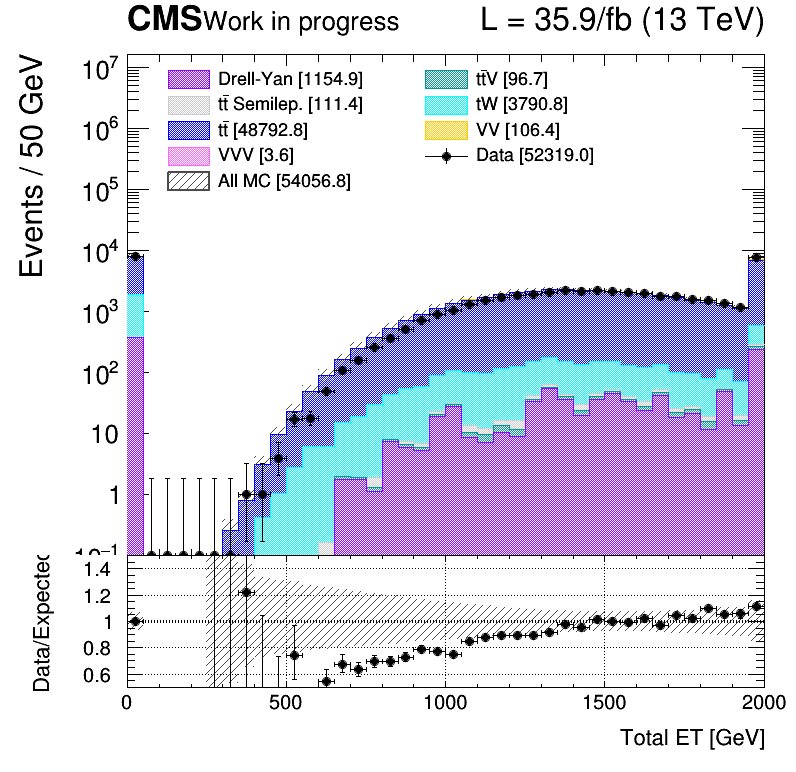 CMS Work in progress L = 35.9/fb (13 TeV)
Events / 50 GeV
10⁷
10⁶
10⁵
10⁴
10³
10²
10
1
10⁻¹
Drell-Yan [1154.9]
tt̄ Semilep. [111.4]
tt̄ [48792.8]
VVV [3.6]
All MC [54056.8]
tt̄V [96.7]
tW [3790.8]
VV [106.4]
Data [52319.0]
Data/Expected
1.4
1.2
1
0.8
0.6
0 500 1000 1500 2000
Total ET [GeV]